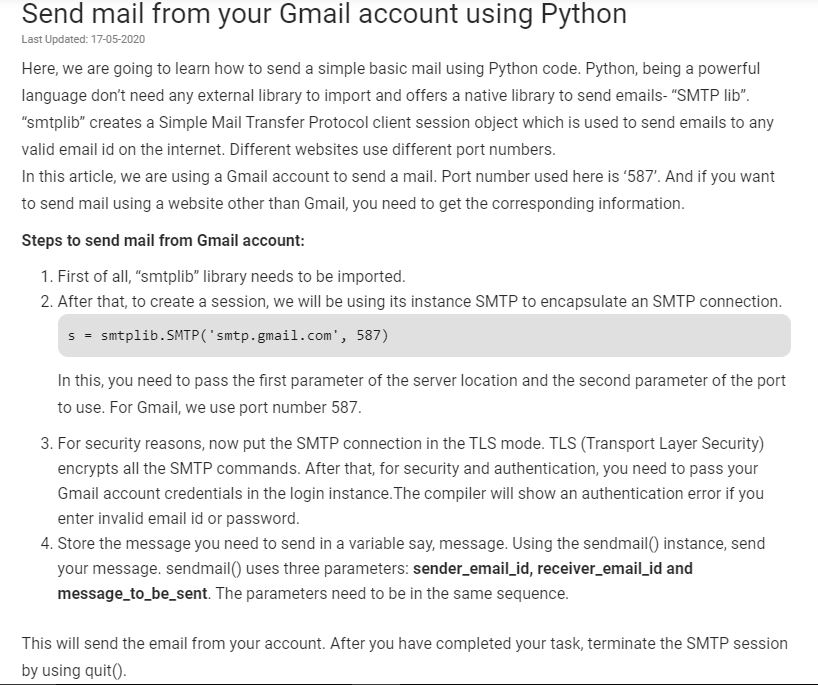 Send mail from your Gmail account using Python
Last Updated: 17-05-2020
Here, we are going to learn how to send a simple basic mail using Python code. Python, being a powerful
language don’t need any external library to import and offers a native library to send emails- “SMTP lib”.
“smtplib” creates a Simple Mail Transfer Protocol client session object which is used to send emails to any
valid email id on the internet. Different websites use different port numbers.
In this article, we are using a Gmail account to send a mail. Port number used here is ‘587’. And if you want
to send mail using a website other than Gmail, you need to get the corresponding information.
Steps to send mail from Gmail account:
1. First of all, “smtplib” library needs to be imported.
2. After that, to create a session, we will be using its instance SMTP to encapsulate an SMTP connection.
s = smtplib.SMTP('smtp.gmail.com', 587)
In this, you need to pass the first parameter of the server location and the second parameter of the port
to use. For Gmail, we use port number 587.
3. For security reasons, now put the SMTP connection in the TLS mode. TLS (Transport Layer Security)
encrypts all the SMTP commands. After that, for security and authentication, you need to pass your
Gmail account credentials in the login instance.The compiler will show an authentication error if you
enter invalid email id or password.
4. Store the message you need to send in a variable say, message. Using the sendmail() instance, send
your message. sendmail() uses three parameters: sender_email_id, receiver_email_id and
message_to_be_sent. The parameters need to be in the same sequence.
This will send the email from your account. After you have completed your task, terminate the SMTP session
by using quit().